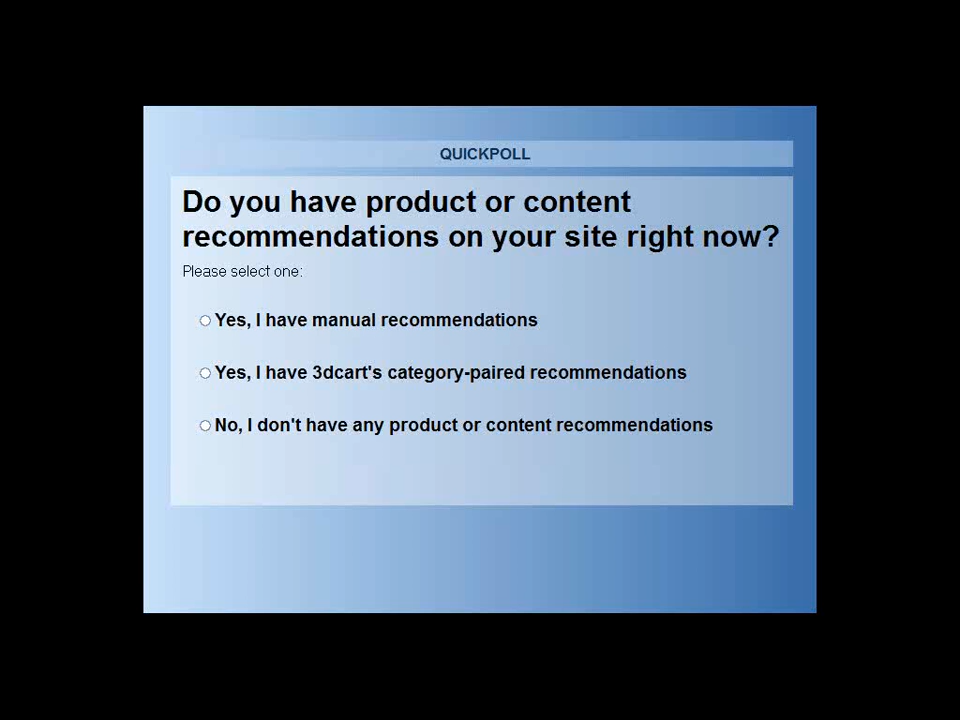 QUICKPOLL
Do you have product or content
recommendations on your site right now?
Please select one:
Yes, I have manual recommendations
Yes, I have 3dcart's category-paired recommendations
No, I don't have any product or content recommendations